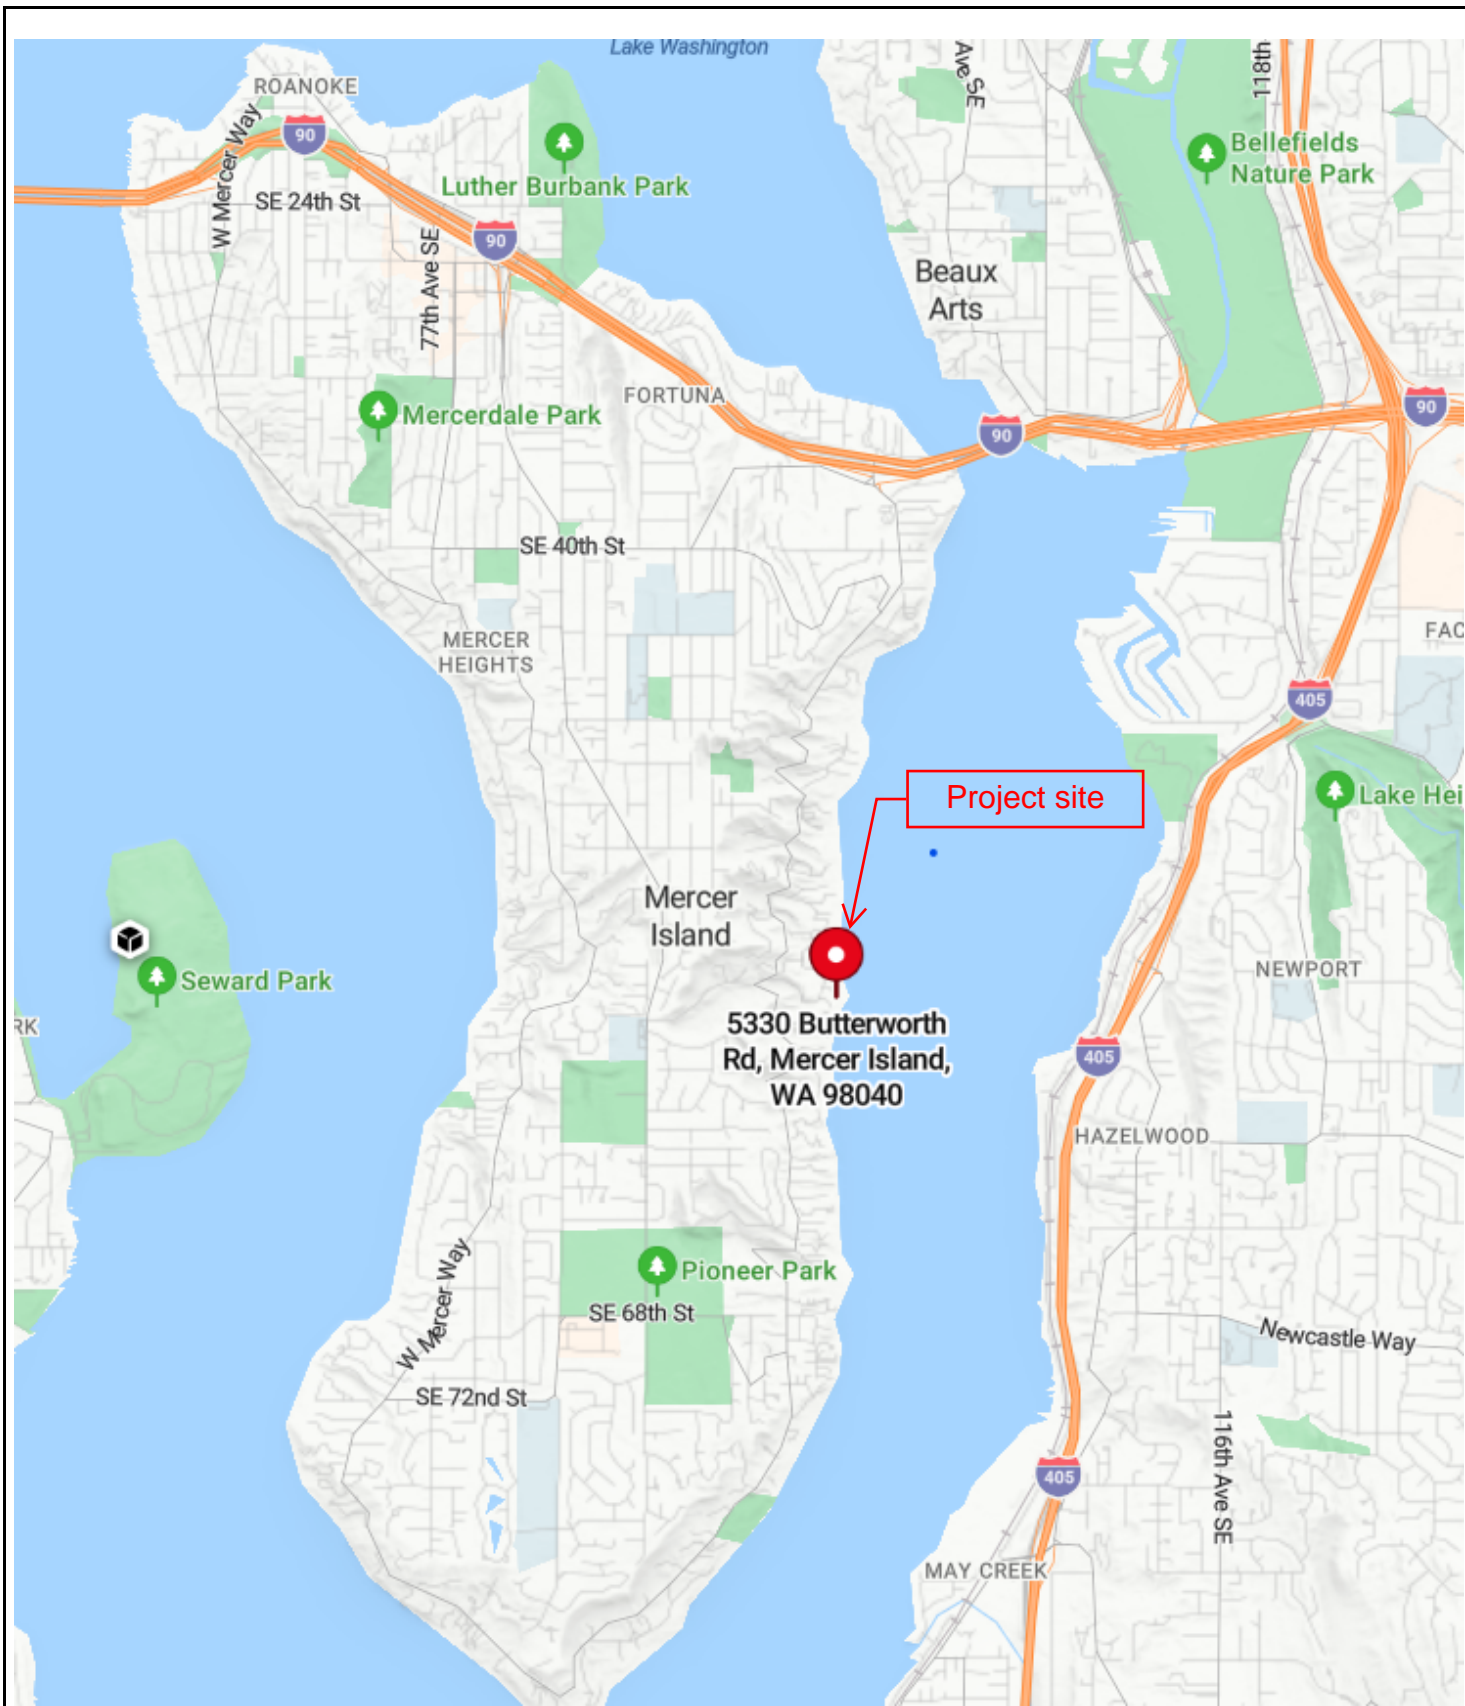 Lake Washington
Ave SE
118th
ROANOKE
90
W Mercer Way
Bellefields
Nature Park
Luther Burbank Park
SE 24th St
90
77th Ave SE
Beaux
Arts
FORTUNA
Mercerdale Park
90
90
SE 40th St
FAC
MERCER
HEIGHTS
405
Project site
Lake Hei
Mercer
Island
Seward Park
NEWPORT
RK
5330 Butterworth
Rd, Mercer Island,
WA 98040
405
HAZELWOOD
Pioneer Park
W Mercer Way
SE 68th St
Newcastle Way
SE 72nd St
116th Ave SE
405
MAY CREEK